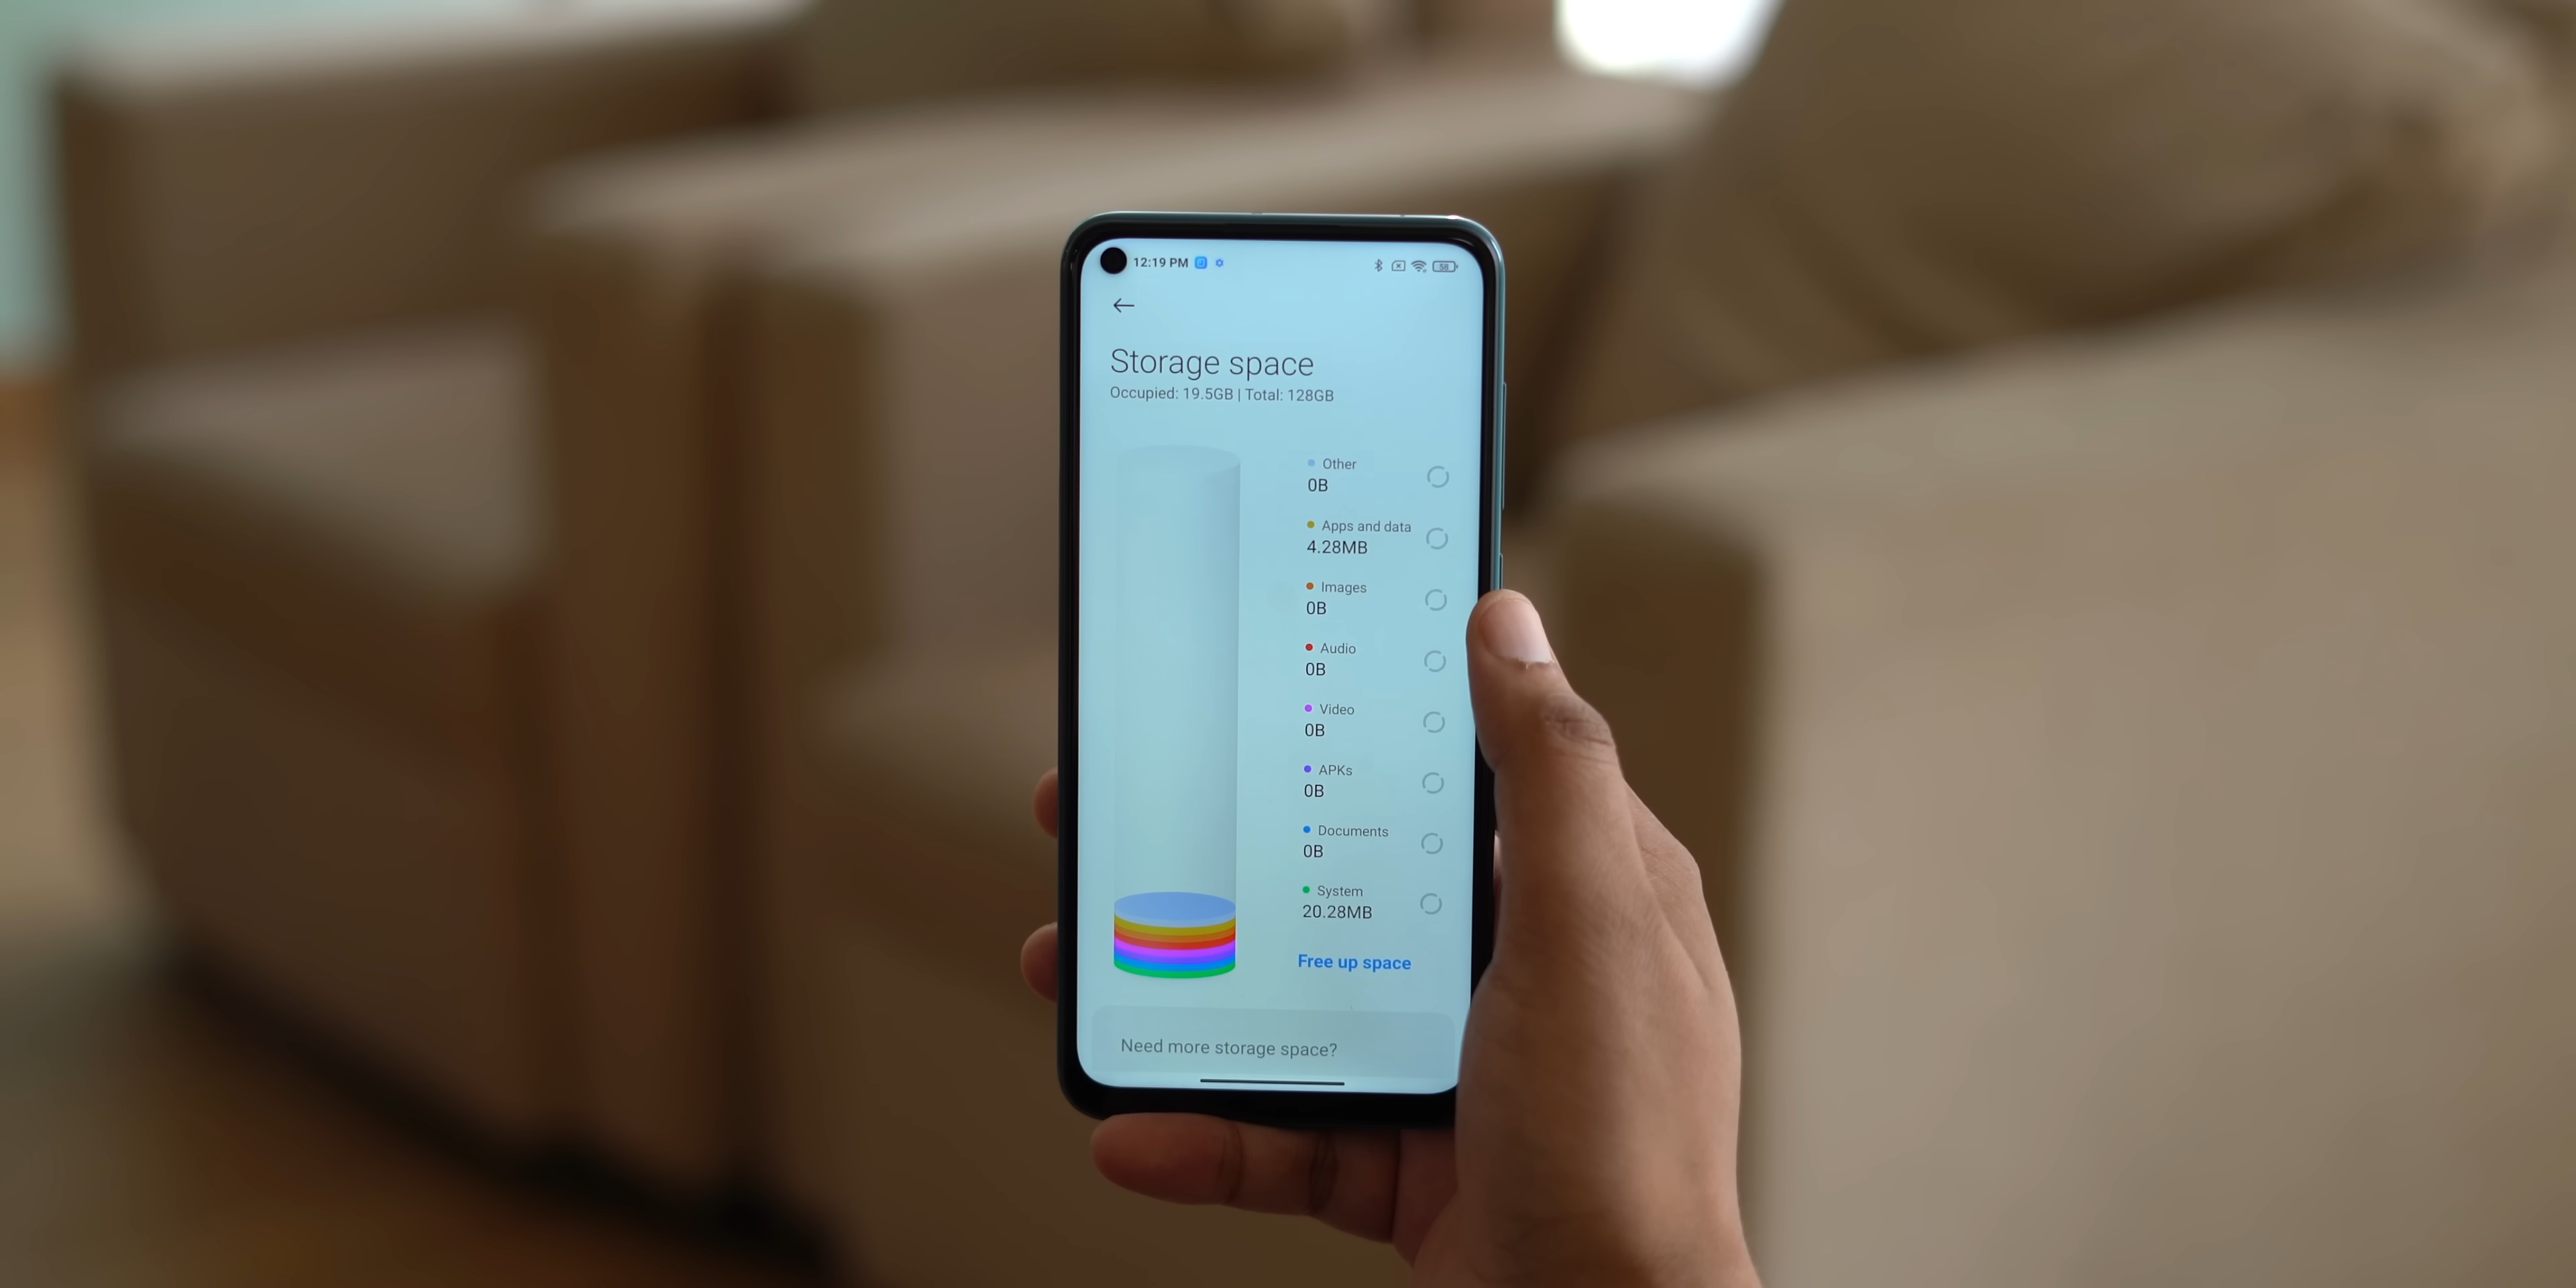 12:19 PM
58
Storage space
Occupied: 19.5GB | Total: 128GB
Other
0B
Apps and data
4.28MB
Images
0B
Audio
0B
Video
0B
APKs
0B
Documents
0B
System
20.28MB
Free up space
Need more storage space?